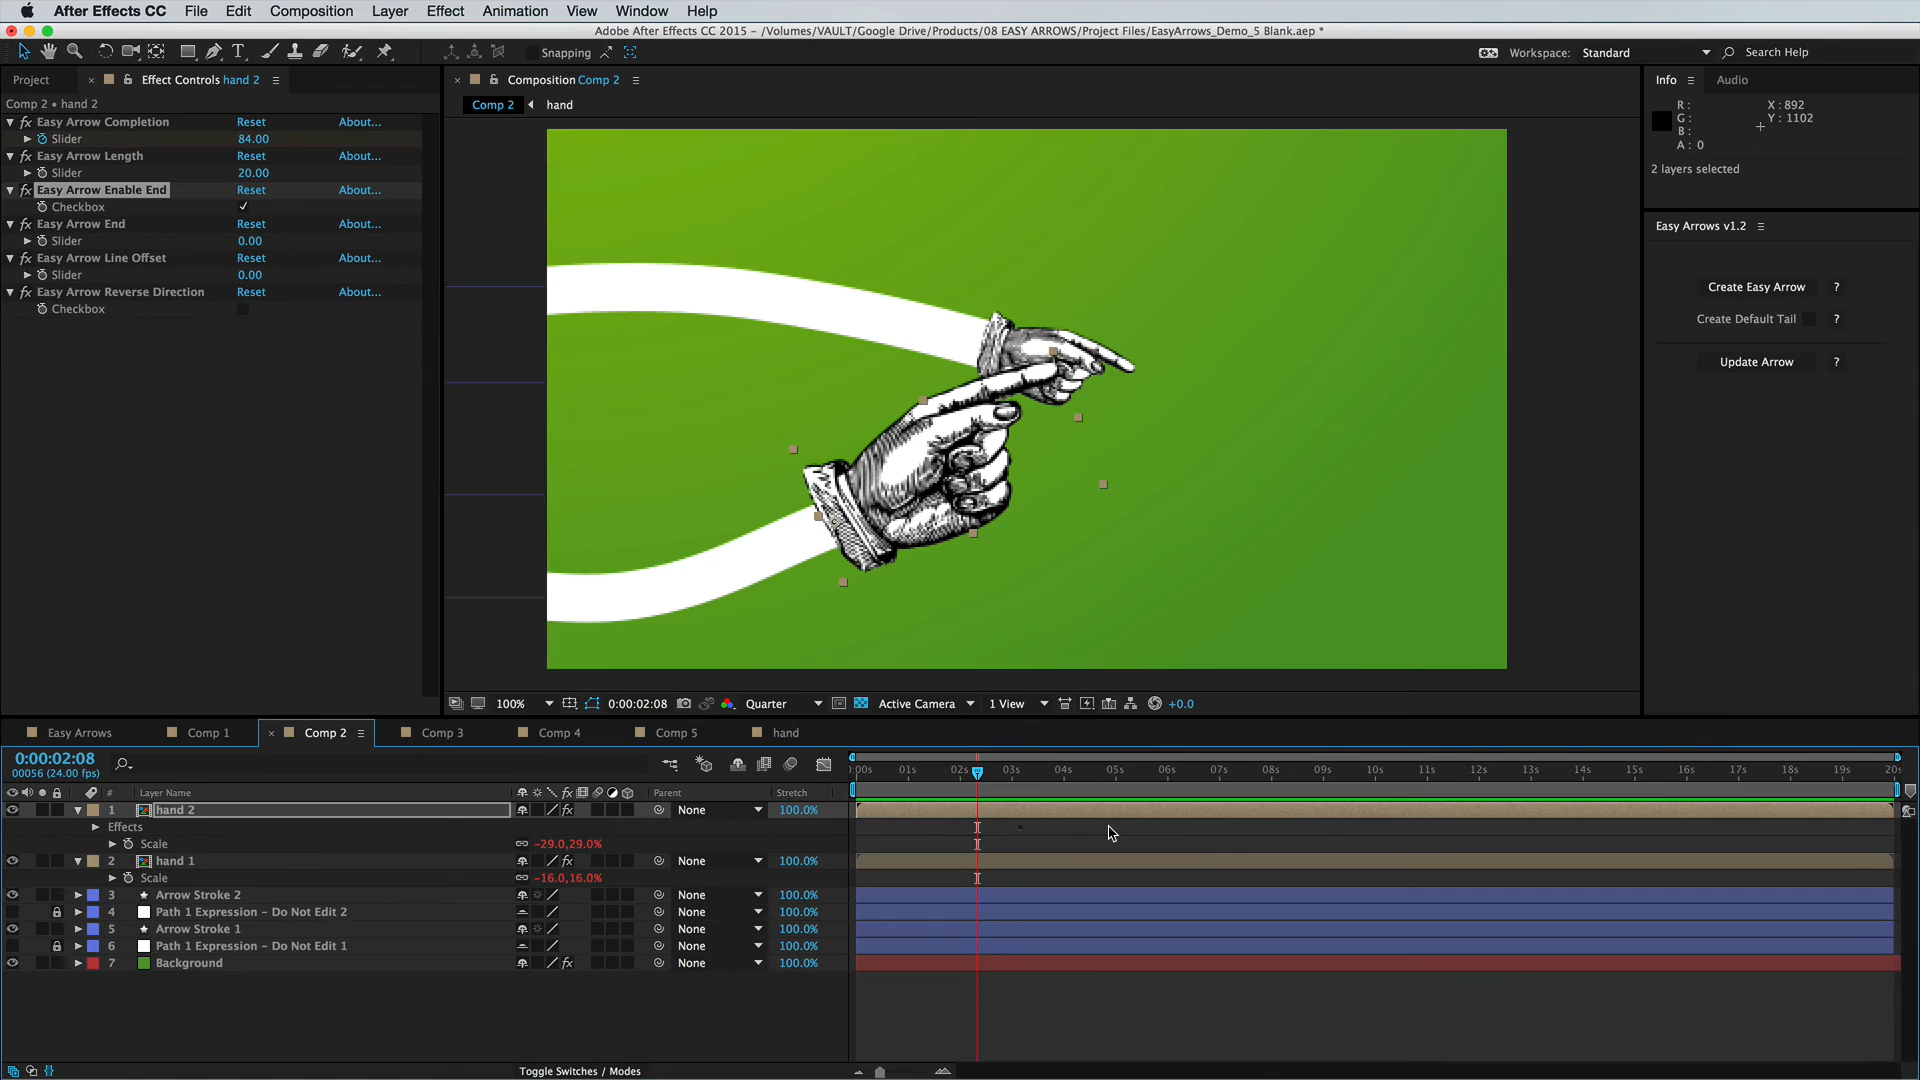 After Effects CC File Edit Composition Layer Effect Animation View Window Help
Adobe After Effects CC 2015 - /Volumes/VAULT/Google Drive/Products/08 EASY ARROWS/Project Files/EasyArrows_Demo_5 Blank.aep *
Snapping Workspace: Standard Search Help
Project Effect Controls hand 2 Composition Comp 2 Info Audio
Comp 2 • hand 2
Comp 2 hand
fx Easy Arrow Completion Reset About...
Slider 84.00
fx Easy Arrow Length Reset About...
Slider 20.00
fx Easy Arrow Enable End Reset About...
Checkbox ✓
fx Easy Arrow End Reset About...
Slider 0.00
fx Easy Arrow Line Offset Reset About...
Slider 0.00
fx Easy Arrow Reverse Direction Reset About...
Checkbox
R : X : 892
G : Y : 1102
B :
A : 0
2 layers selected
Easy Arrows v1.2
Create Easy Arrow ?
Create Default Tail ?
Update Arrow ?
100% 0:00:02:08 Quarter Active Camera 1 View +0.0
Easy Arrows Comp 1 Comp 2 Comp 3 Comp 4 Comp 5 hand
0:00:02:08
00056 (24.00 fps)
:00s 01s 02s 03s 04s 05s 06s 07s 08s 09s 10s 11s 12s 13s 14s 15s 16s 17s 18s 19s 20s
# Layer Name fx Parent Stretch
1 hand 2 fx None 100.0%
Effects
Scale -29.0,29.0%
2 hand 1 fx None 100.0%
Scale -16.0,16.0%
3 Arrow Stroke 2 None 100.0%
4 Path 1 Expression - Do Not Edit 2 None 100.0%
5 Arrow Stroke 1 None 100.0%
6 Path 1 Expression - Do Not Edit 1 None 100.0%
7 Background fx None 100.0%
Toggle Switches / Modes